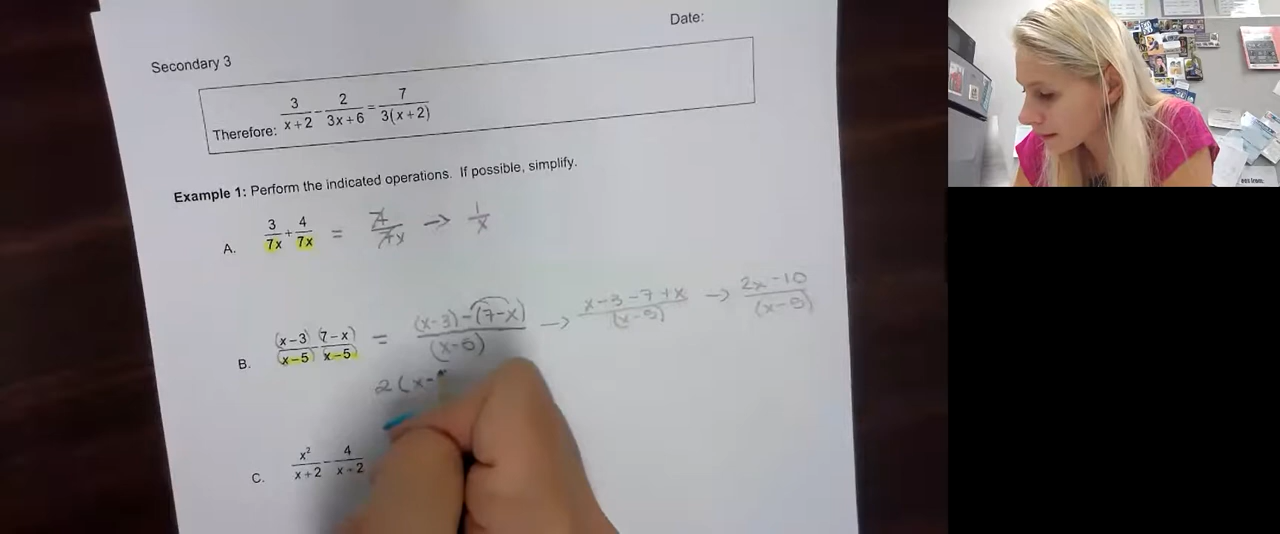 Date:
Secondary 3
Therefore: 3/(x+2) - 2/(3x+6) = 7/(3(x+2))
Example 1: Perform the indicated operations. If possible, simplify.
A. 3/7x + 4/7x = 7/7x → 1/x
B. (x-3)/(x-5) - (7-x)/(x-5) = ((x-3)-(7-x))/(x-5) → (x-3-7+x)/(x-5) → (2x-10)/(x-5)
2(x-
C. x²/(x+2) - 4/(x+2)